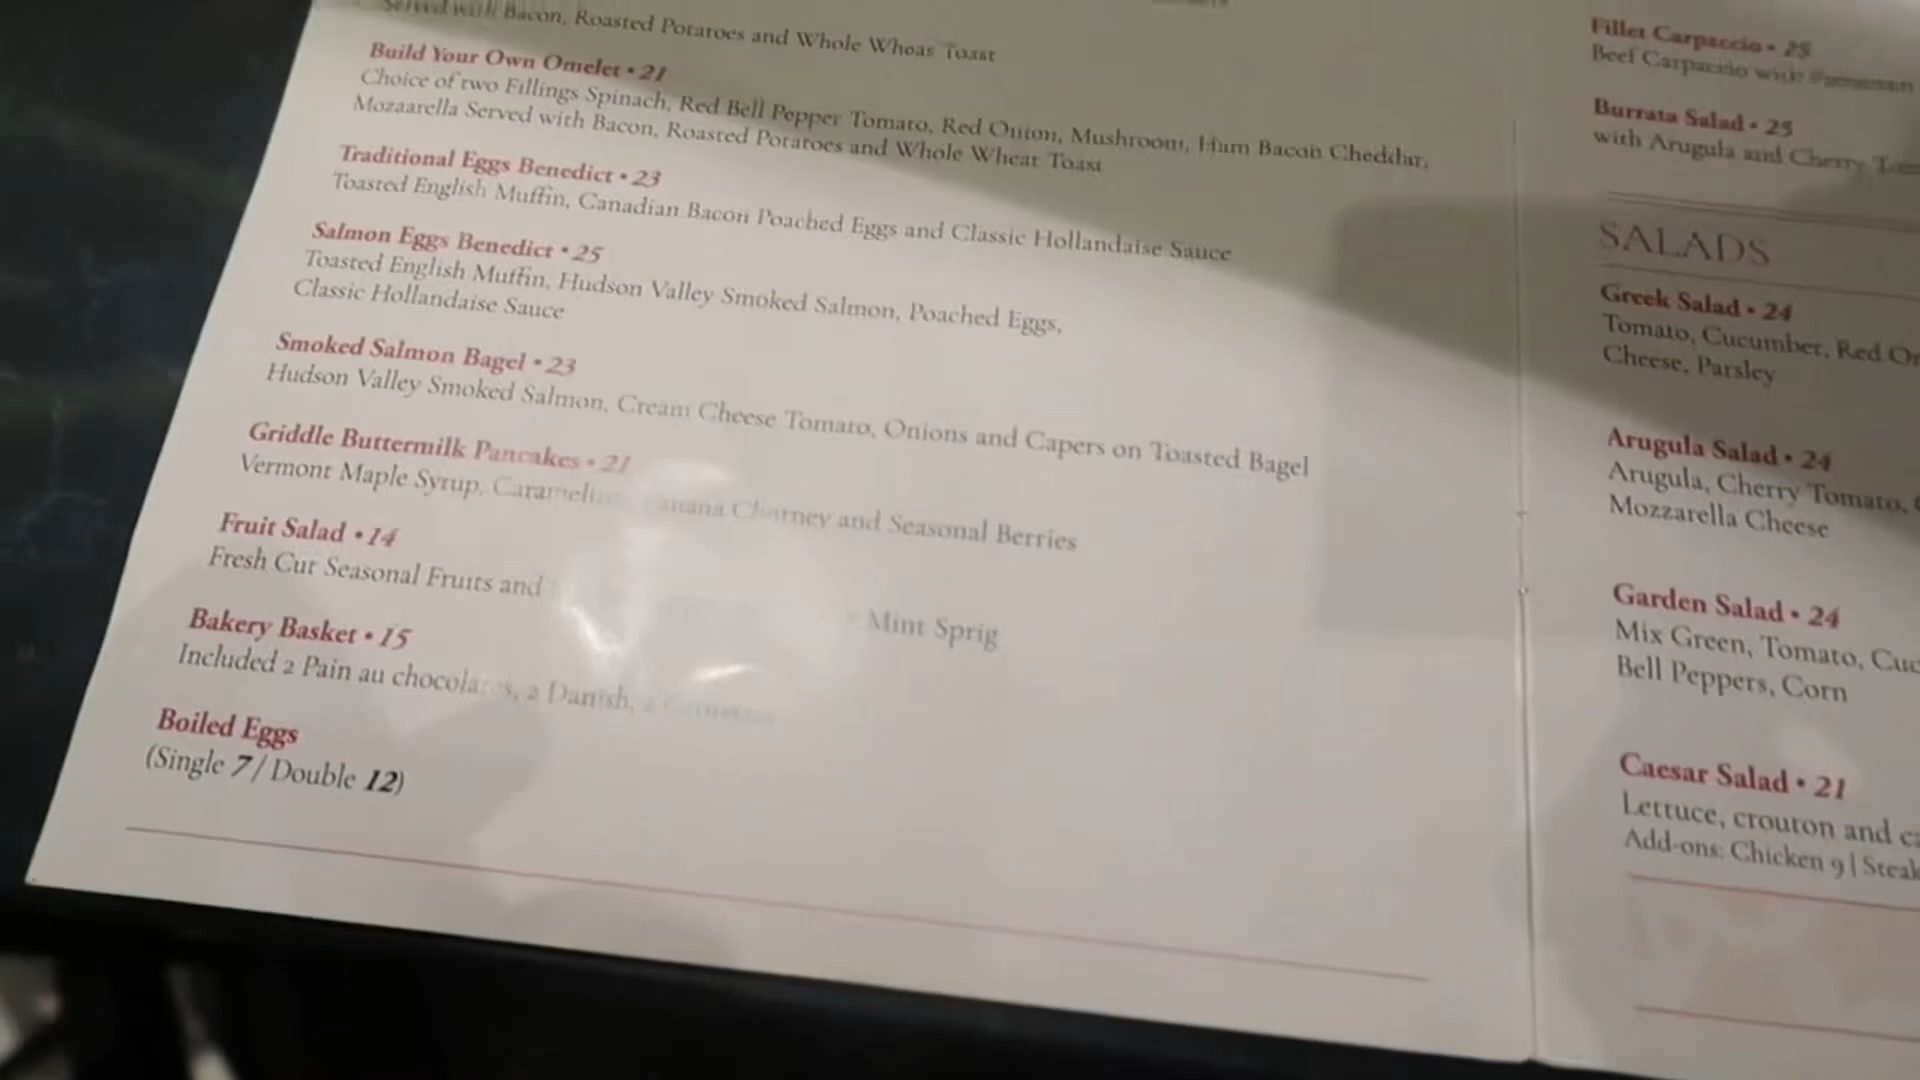 Served with Bacon, Roasted Potatoes and Whole Wheat Toast
Build Your Own Omelet • 21
Choice of two Fillings Spinach, Red Bell Pepper Tomato, Red Onion, Mushroom, Ham Bacon Cheddar,
Mozaarella Served with Bacon, Roasted Potatoes and Whole Wheat Toast
Traditional Eggs Benedict • 23
Toasted English Muffin, Canadian Bacon Poached Eggs and Classic Hollandaise Sauce
Salmon Eggs Benedict • 25
Toasted English Muffin, Hudson Valley Smoked Salmon, Poached Eggs,
Classic Hollandaise Sauce
Smoked Salmon Bagel • 23
Hudson Valley Smoked Salmon, Cream Cheese Tomato, Onions and Capers on Toasted Bagel
Griddle Buttermilk Pancakes • 21
Vermont Maple Syrup, and Seasonal Berries
Fruit Salad • 14
Fresh Cut Seasonal Fruits and Mint Sprig
Bakery Basket • 15
Included 2 Pain au chocolates, 2 Danish, 2
Boiled Eggs
(Single 7 / Double 12)
Fillet Carpaccio • 25
Beef Carpaccio with
Burrata Salad • 25
with Arugula and Cherry
SALADS
Greek Salad • 24
Tomato, Cucumber, Red
Cheese, Parsley
Arugula Salad • 24
Arugula, Cherry Tomato,
Mozzarella Cheese
Garden Salad • 24
Mix Green, Tomato,
Bell Peppers, Corn
Caesar Salad • 21
Lettuce, crouton and
Add-ons: Chicken 9 | Steak